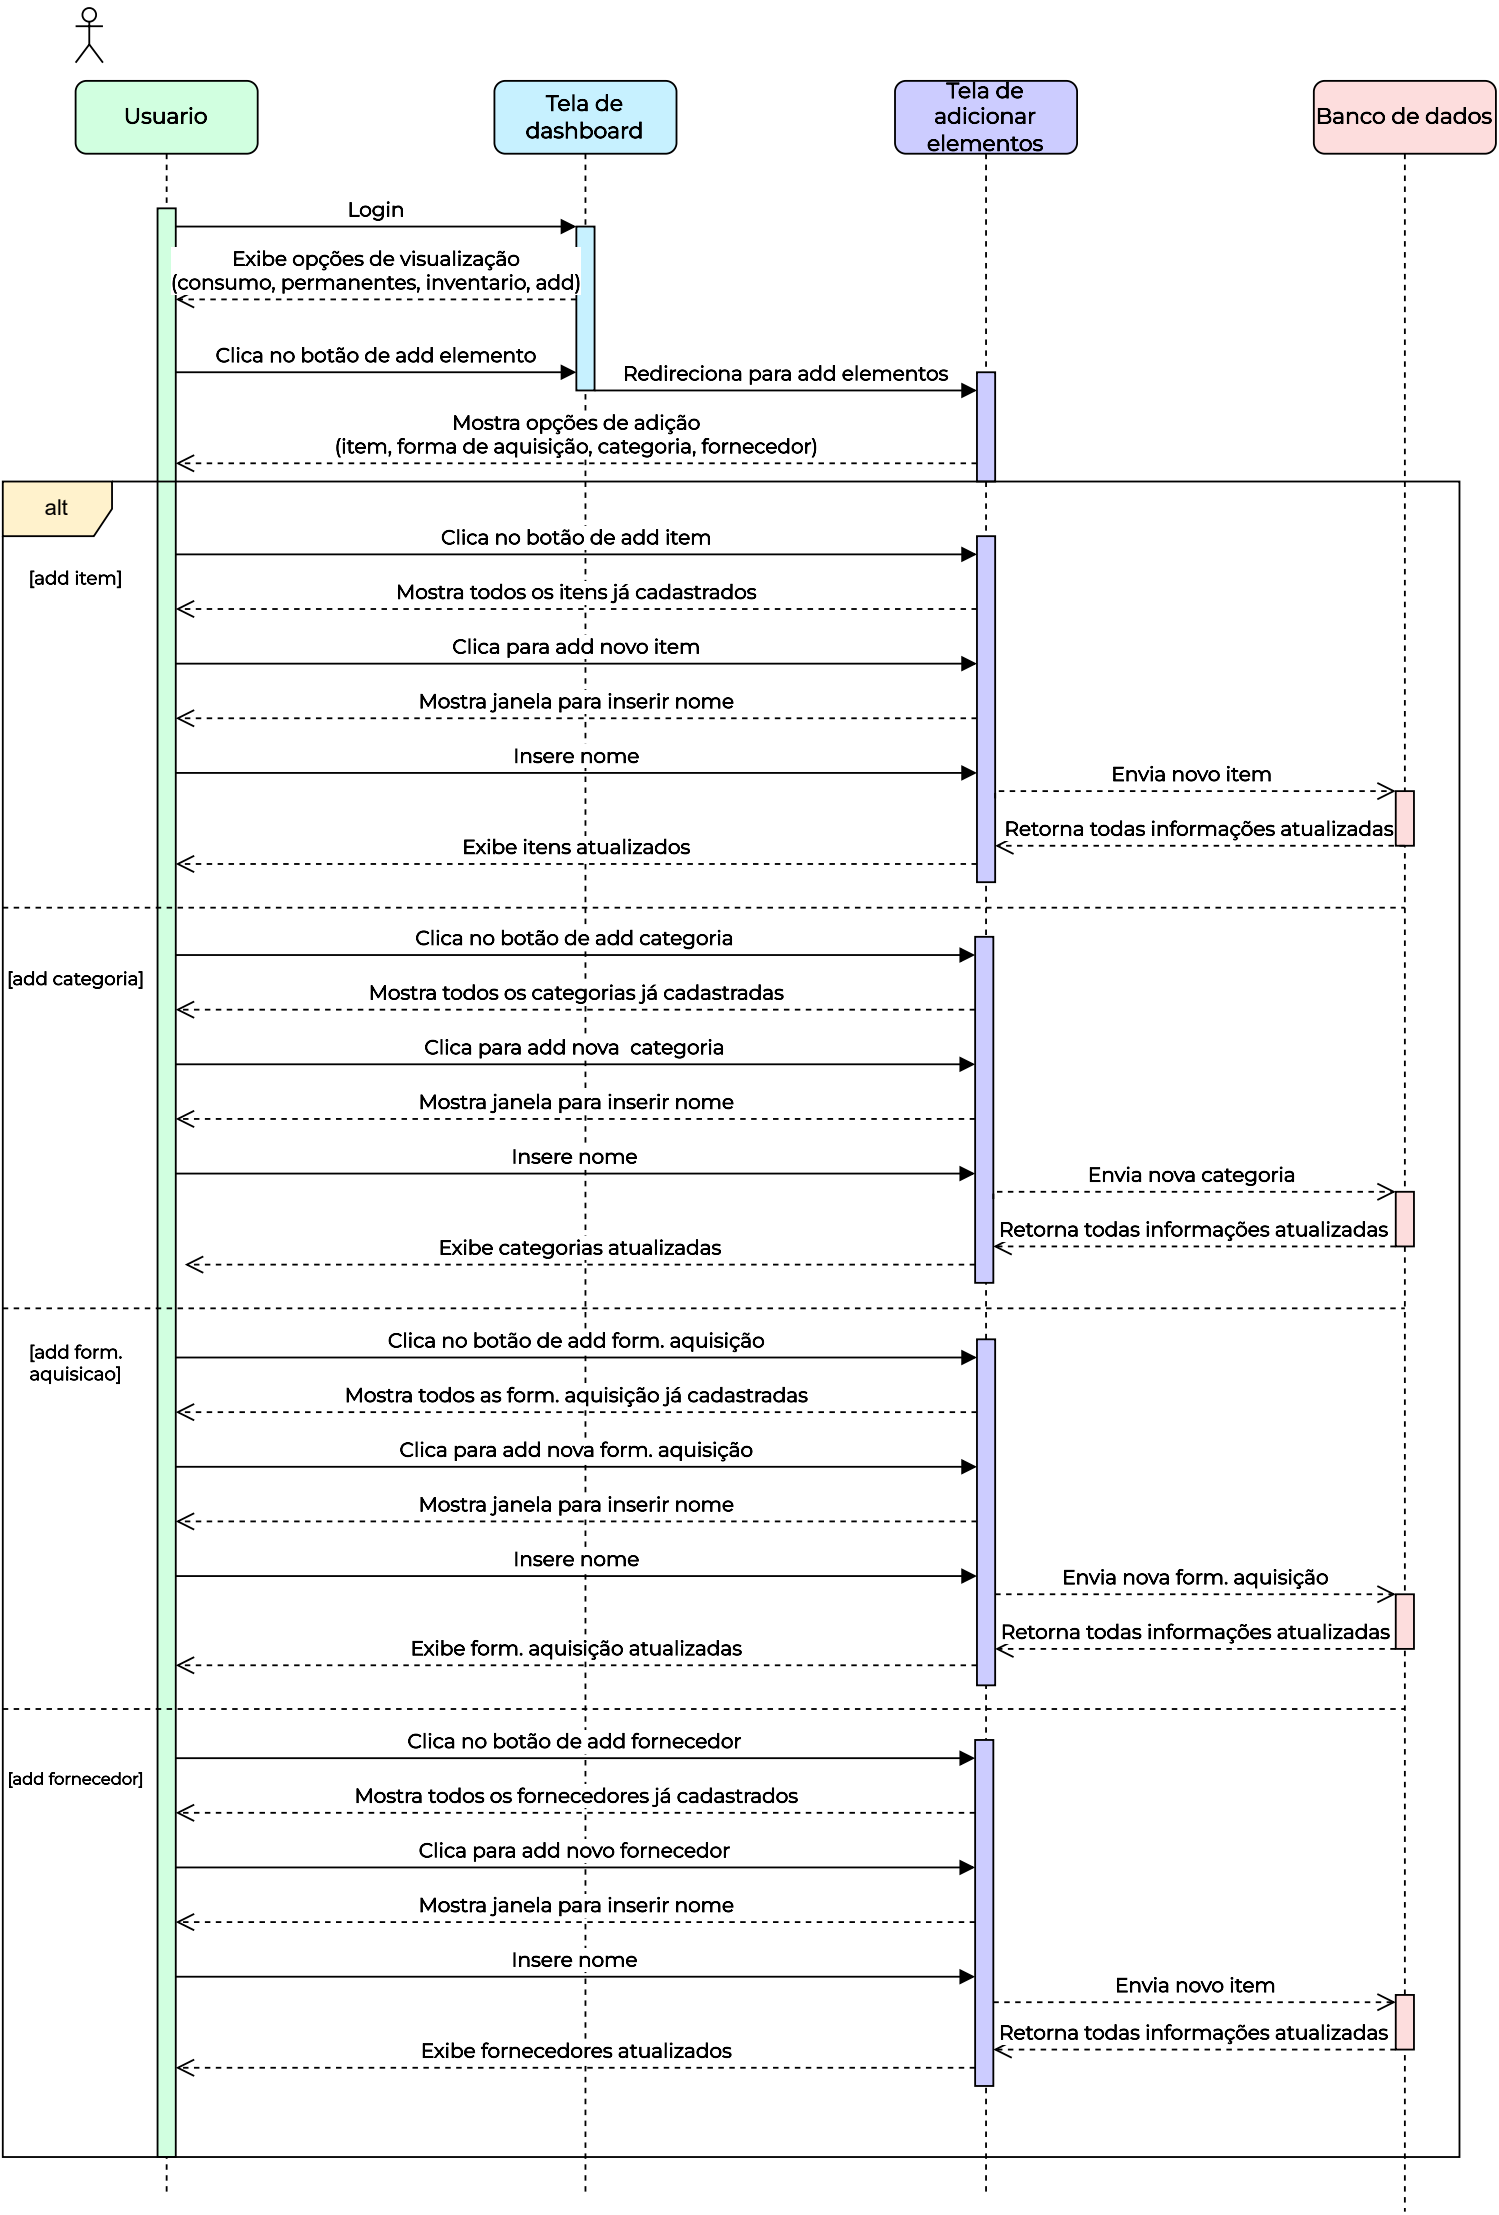 Usuario
Tela de
dashboard
Tela de
adicionar
elementos
Banco de dados
Login
Exibe opções de visualização
(consumo, permanentes, inventario, add)
Clica no botão de add elemento
Redireciona para add elementos
Mostra opções de adição
(item, forma de aquisição, categoria, fornecedor)
alt
Clica no botão de add item
[add item]
Mostra todos os itens já cadastrados
Clica para add novo item
Mostra janela para inserir nome
Insere nome
Envia novo item
Retorna todas informações atualizadas
Exibe itens atualizados
Clica no botão de add categoria
[add categoria]
Mostra todos os categorias já cadastradas
Clica para add nova  categoria
Mostra janela para inserir nome
Insere nome
Envia nova categoria
Retorna todas informações atualizadas
Exibe categorias atualizadas
Clica no botão de add form. aquisição
[add form.
aquisicao]
Mostra todos as form. aquisição já cadastradas
Clica para add nova form. aquisição
Mostra janela para inserir nome
Insere nome
Envia nova form. aquisição
Retorna todas informações atualizadas
Exibe form. aquisição atualizadas
Clica no botão de add fornecedor
[add fornecedor]
Mostra todos os fornecedores já cadastrados
Clica para add novo fornecedor
Mostra janela para inserir nome
Insere nome
Envia novo item
Retorna todas informações atualizadas
Exibe fornecedores atualizados